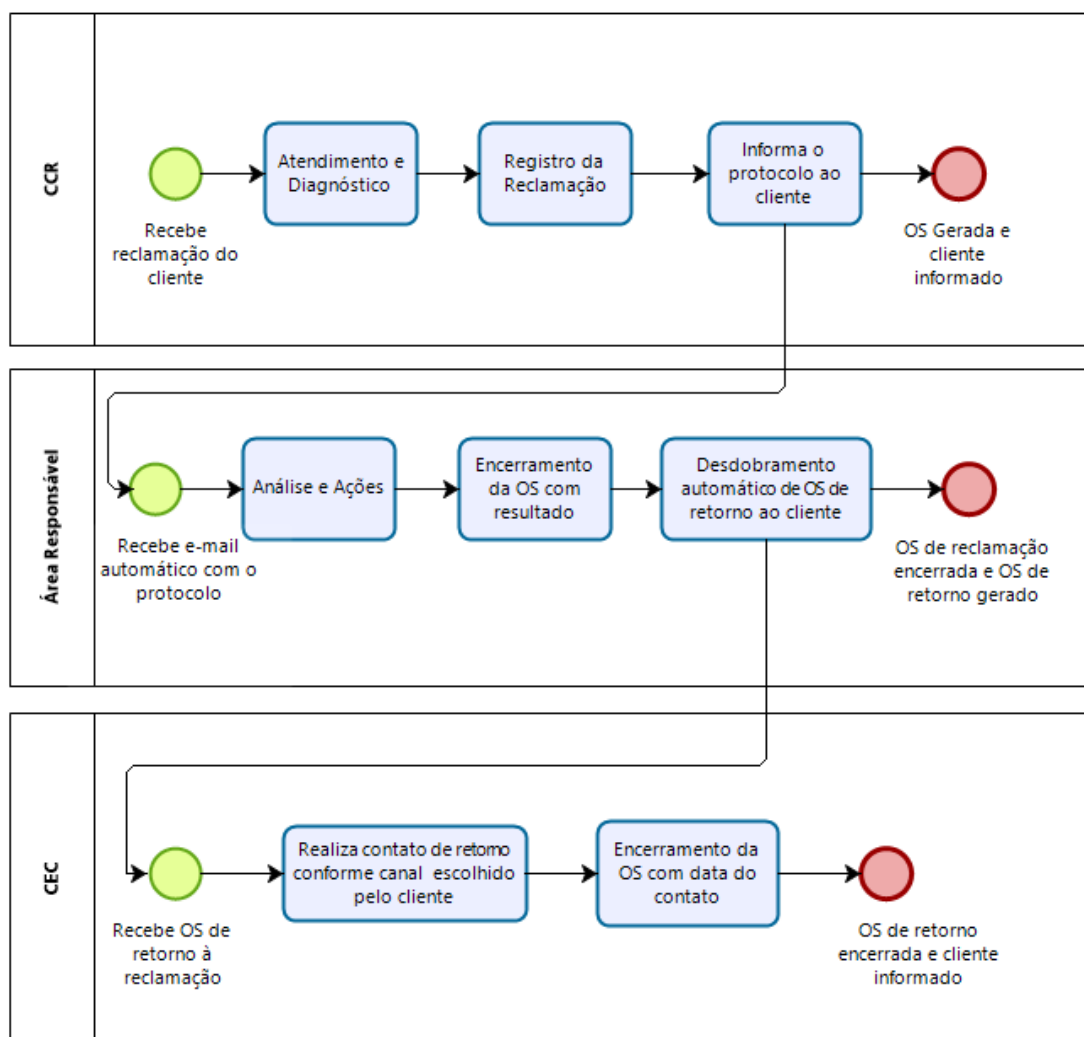 CCR
Atendimento e
Diagnóstico
Registro da
Reclamação
Informa o
protocolo ao
cliente
Recebe
reclamação do
cliente
OS Gerada e
cliente
informado
Área Responsável
Análise e Ações
Encerramento
da OS com
resultado
Desdobramento
automático de OS de
retorno ao cliente
Recebe e-mail
automático com o
protocolo
OS de reclamação
encerrada e OS de
retorno gerado
CEC
Realiza contato de retorno
conforme canal escolhido
pelo cliente
Encerramento da
OS com data do
contato
Recebe OS de
retorno à
reclamação
OS de retorno
encerrada e cliente
informado